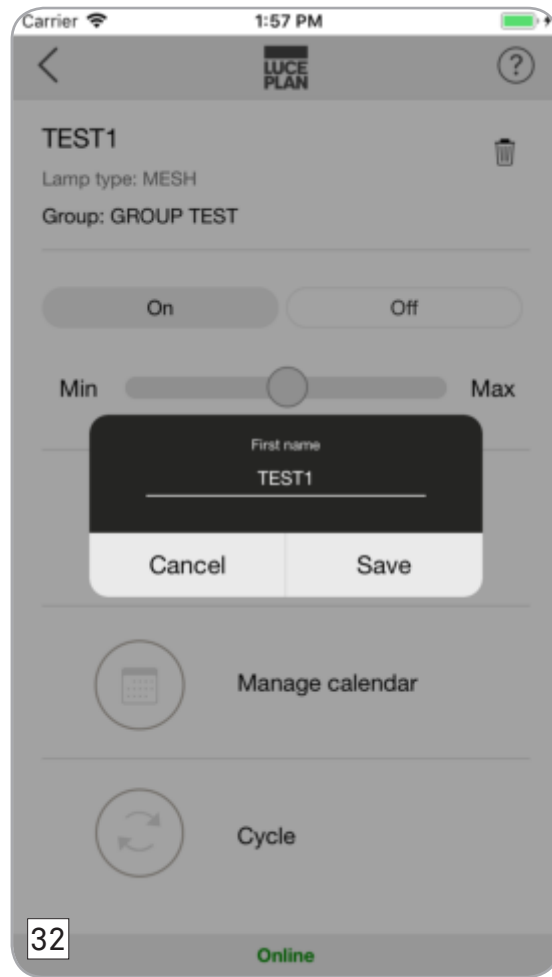 Carrier 1:57 PM
LUCE
PLAN
?
TEST1
Lamp type: MESH
Group: GROUP TEST
On Off
Min Max
First name
TEST1
Cancel Save
Manage calendar
Cycle
32
Online